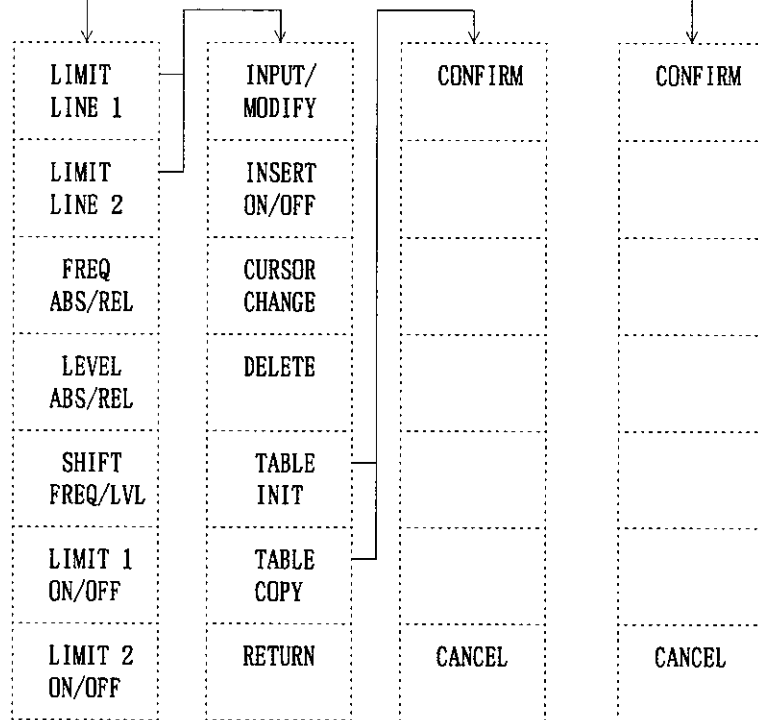 LIMIT
LINE 1
LIMIT
LINE 2
FREQ
ABS/REL
LEVEL
ABS/REL
SHIFT
FREQ/LVL
LIMIT 1
ON/OFF
LIMIT 2
ON/OFF
INPUT/
MODIFY
INSERT
ON/OFF
CURSOR
CHANGE
DELETE
TABLE
INIT
TABLE
COPY
RETURN
CONFIRM
CANCEL
CONFIRM
CANCEL